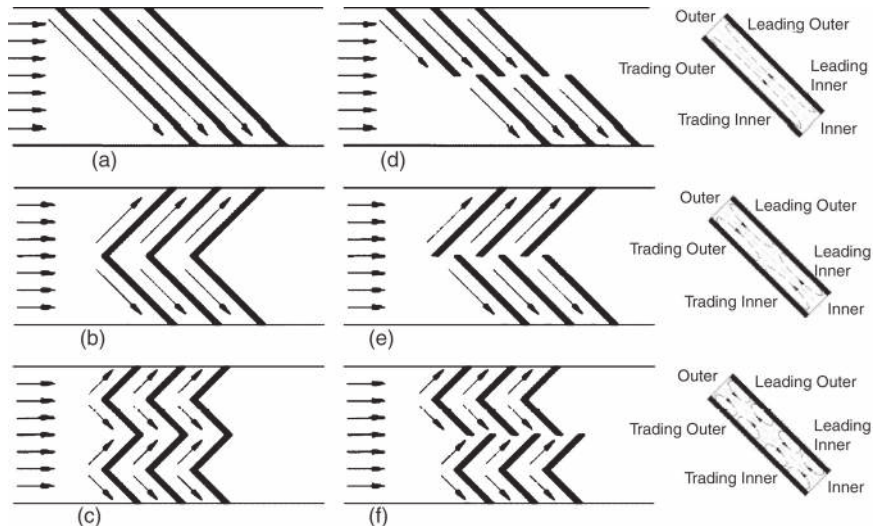 (a)
(d)
Outer
Leading Outer
Trading Outer
Leading
Inner
Trading Inner
Inner
(b)
(e)
Outer
Leading Outer
Trading Outer
Leading
Inner
Trading Inner
Inner
(c)
(f)
Outer
Leading Outer
Trading Outer
Leading
Inner
Trading Inner
Inner